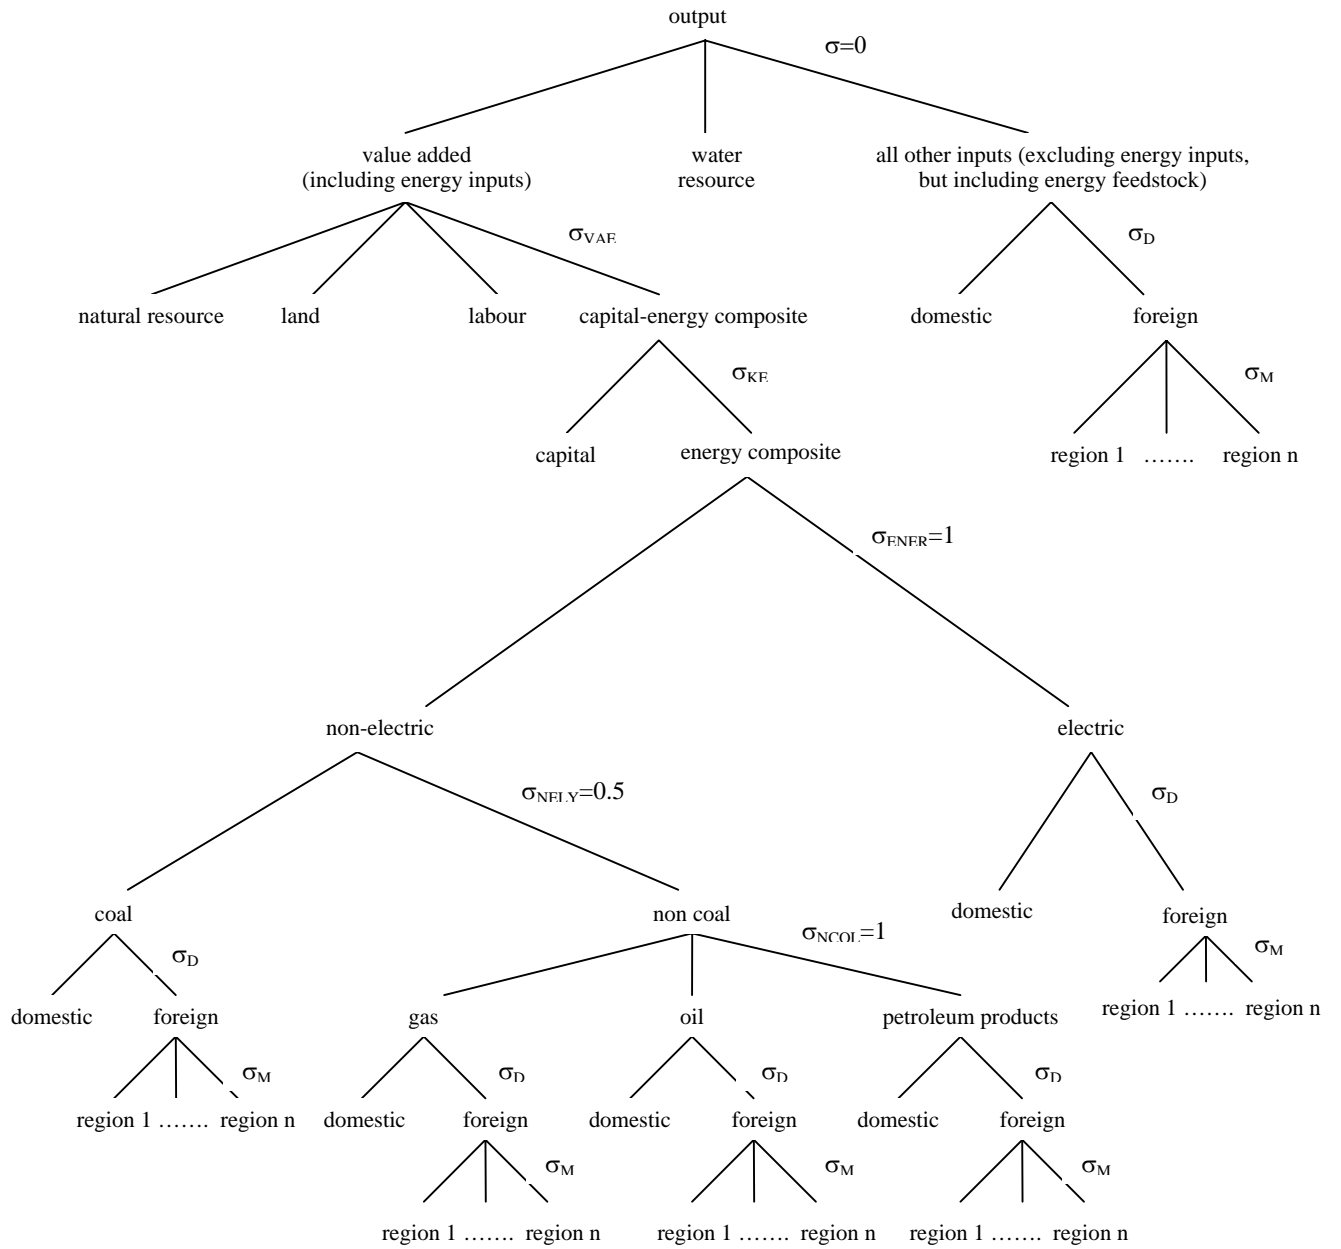 output
σ=0
value added
(including energy inputs)
water
resource
all other inputs (excluding energy inputs,
but including energy feedstock)
σVAE
σD
natural resource
land
labour
capital-energy composite
domestic
foreign
σKE
σM
capital
energy composite
region 1 ……. region n
σENER=1
non-electric
electric
σNELY=0.5
σD
coal
non coal
domestic
foreign
σD
σNCOL=1
σM
domestic
foreign
gas
oil
petroleum products
region 1 ……. region n
σM
σD
σD
σD
region 1 ……. region n
domestic
foreign
domestic
foreign
domestic
foreign
σM
σM
σM
region 1 ……. region n
region 1 ……. region n
region 1 ……. region n